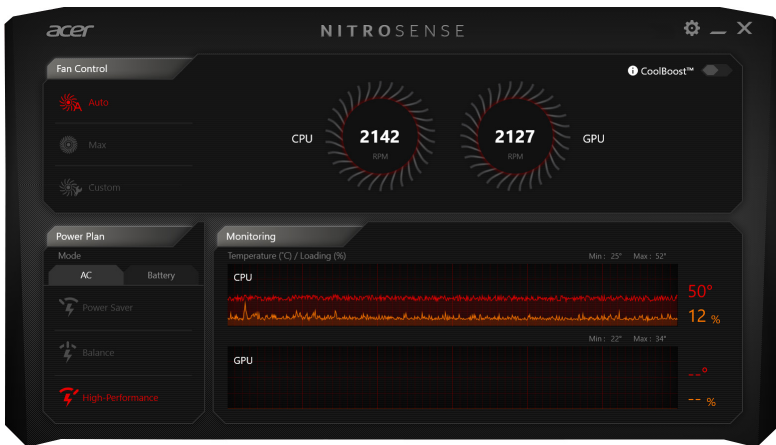 acer
NITROSENSE
Fan Control
CoolBoost™
Auto
Max
Custom
CPU
2142
RPM
2127
RPM
GPU
Power Plan
Mode
AC Battery
Power Saver
Balance
High-Performance
Monitoring
Temperature (°C) / Loading (%) Min : 25° Max : 52°
CPU
50°
12 %
Min : 22° Max : 34°
GPU
--°
-- %